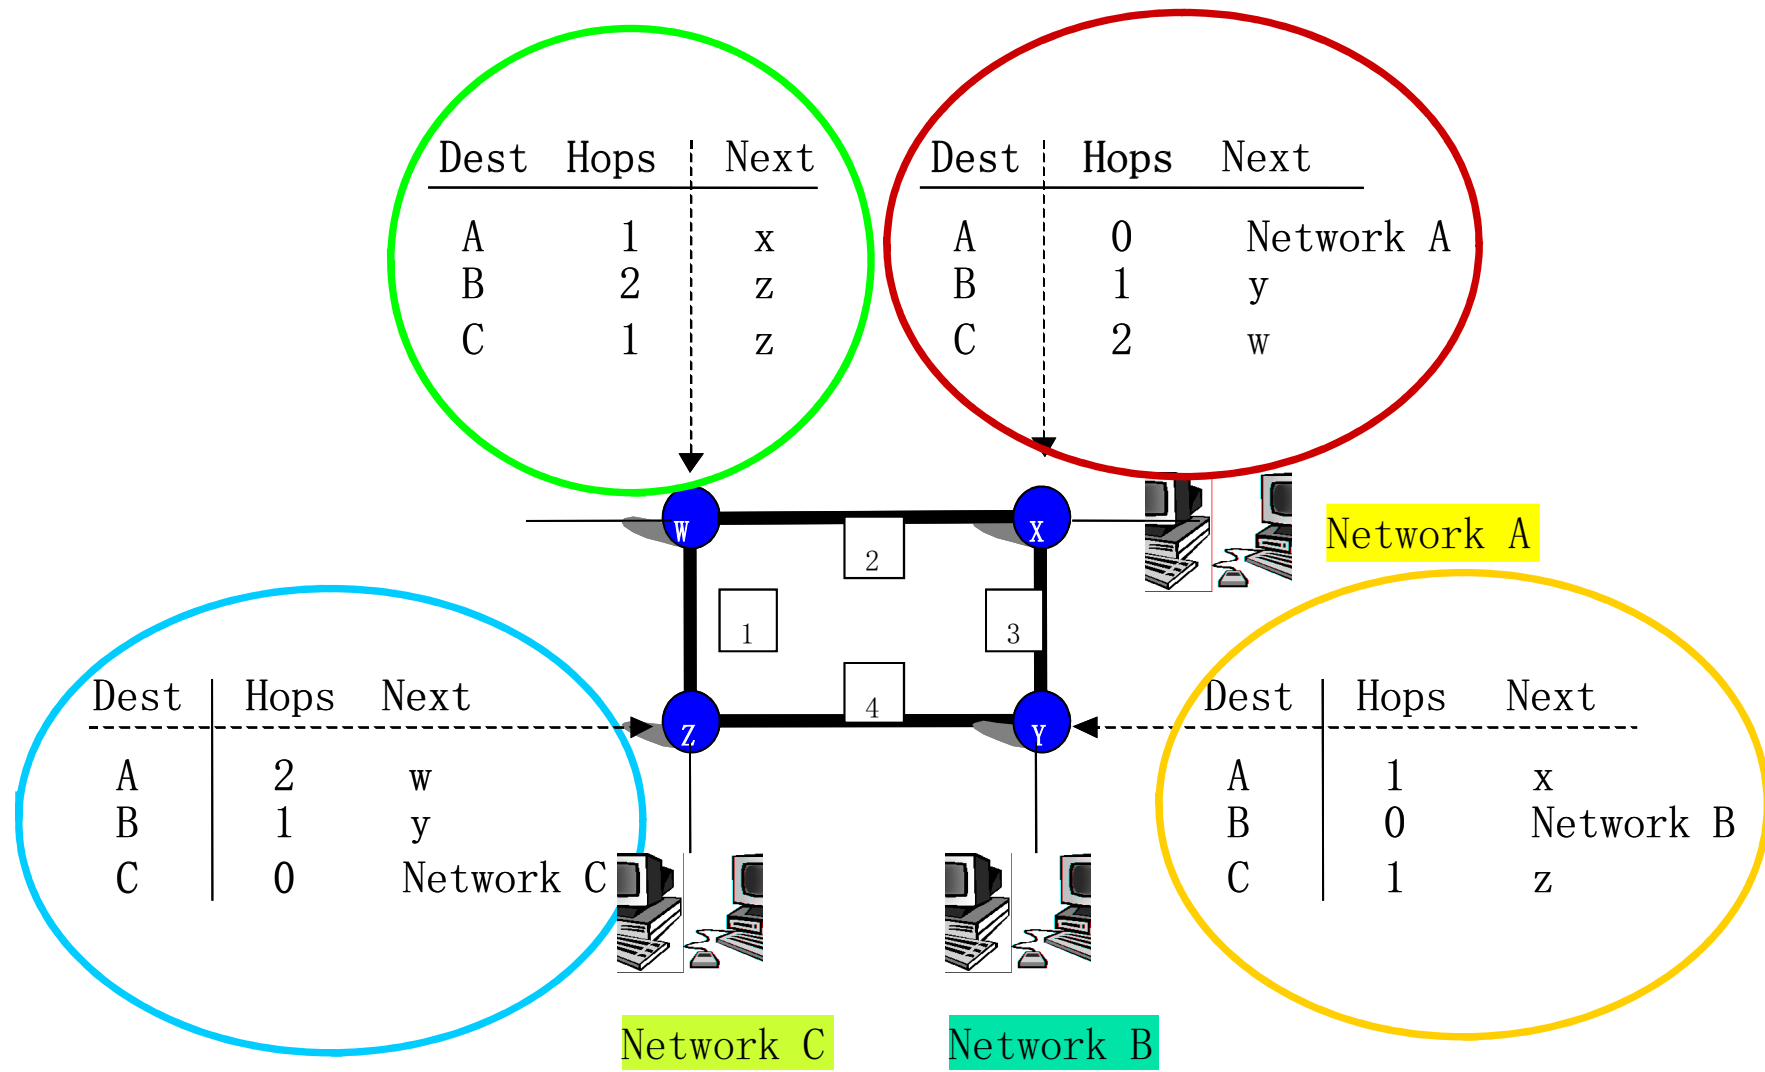 Dest Hops Next
A 1 x
B 2 z
C 1 z
Dest Hops Next
A 0 Network A
B 1 y
C 2 w
W
X
2
Network A
1
3
Dest Hops Next
A 2 w
B 1 y
C 0 Network C
4
Z
Y
Dest Hops Next
A 1 x
B 0 Network B
C 1 z
Network C
Network B